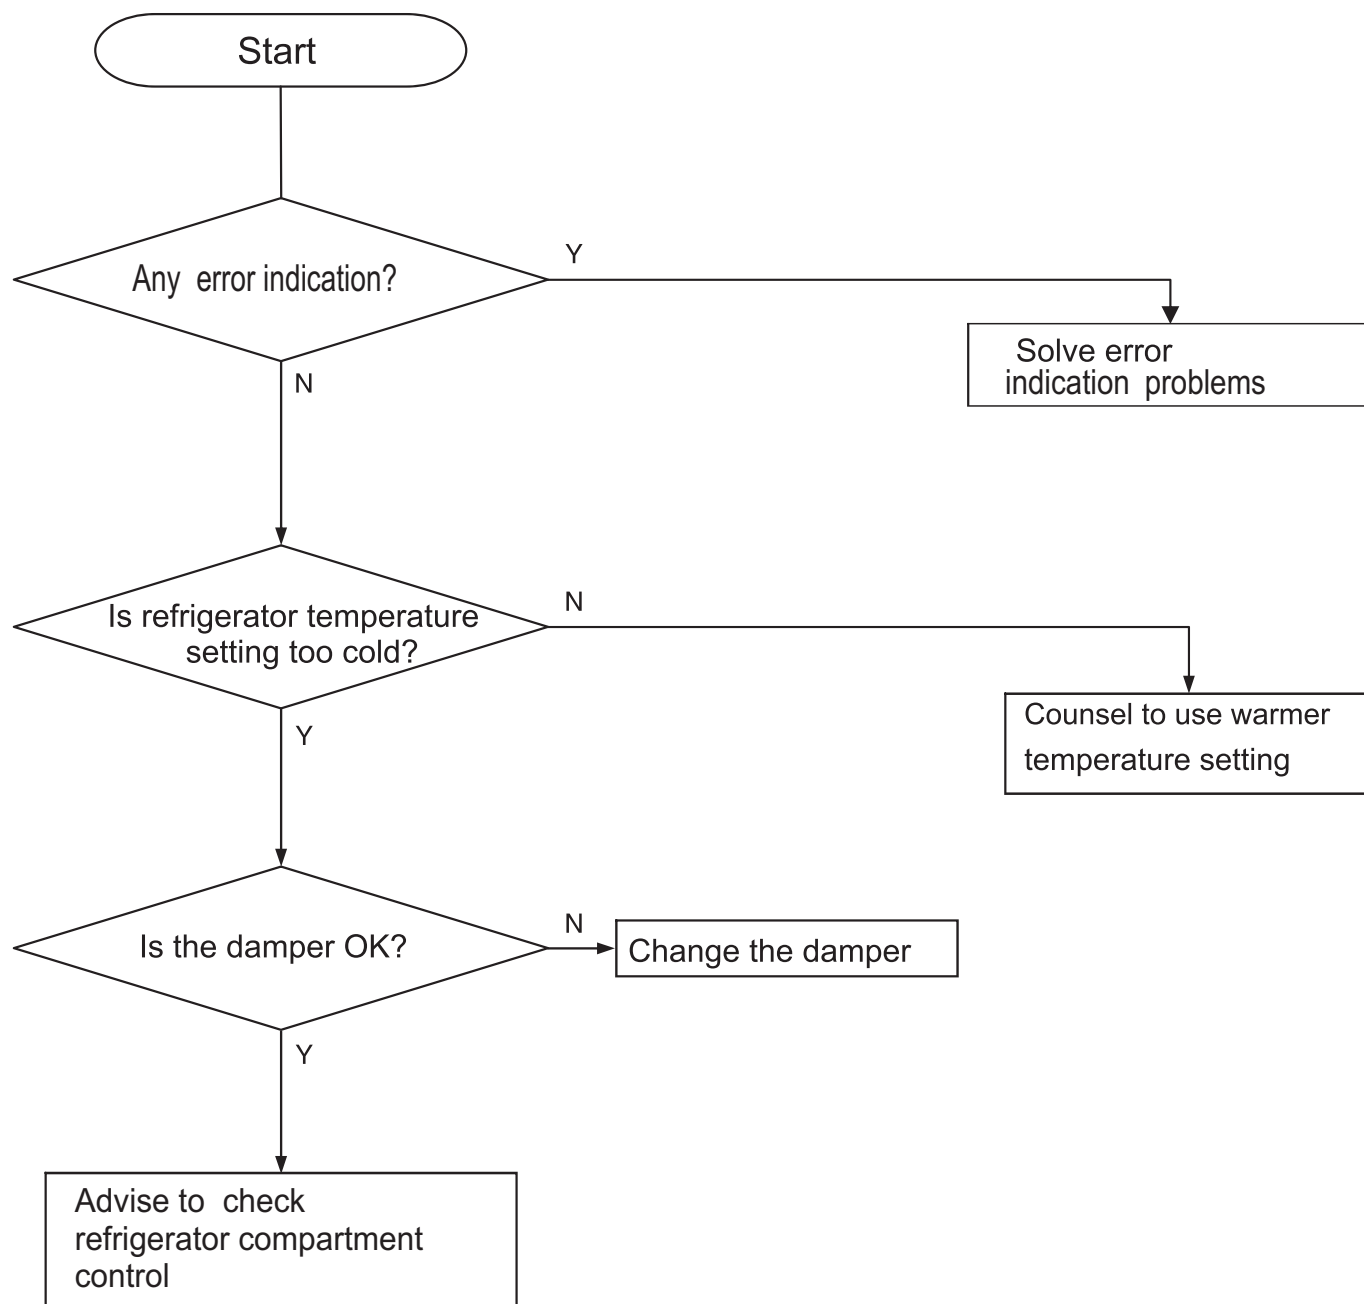 Start
Any error indication?
Y
N
Solve error
indication problems
Is refrigerator temperature
setting too cold?
N
Y
Counsel to use warmer
temperature setting
Is the damper OK?
N
Change the damper
Y
Advise to check
refrigerator compartment
control